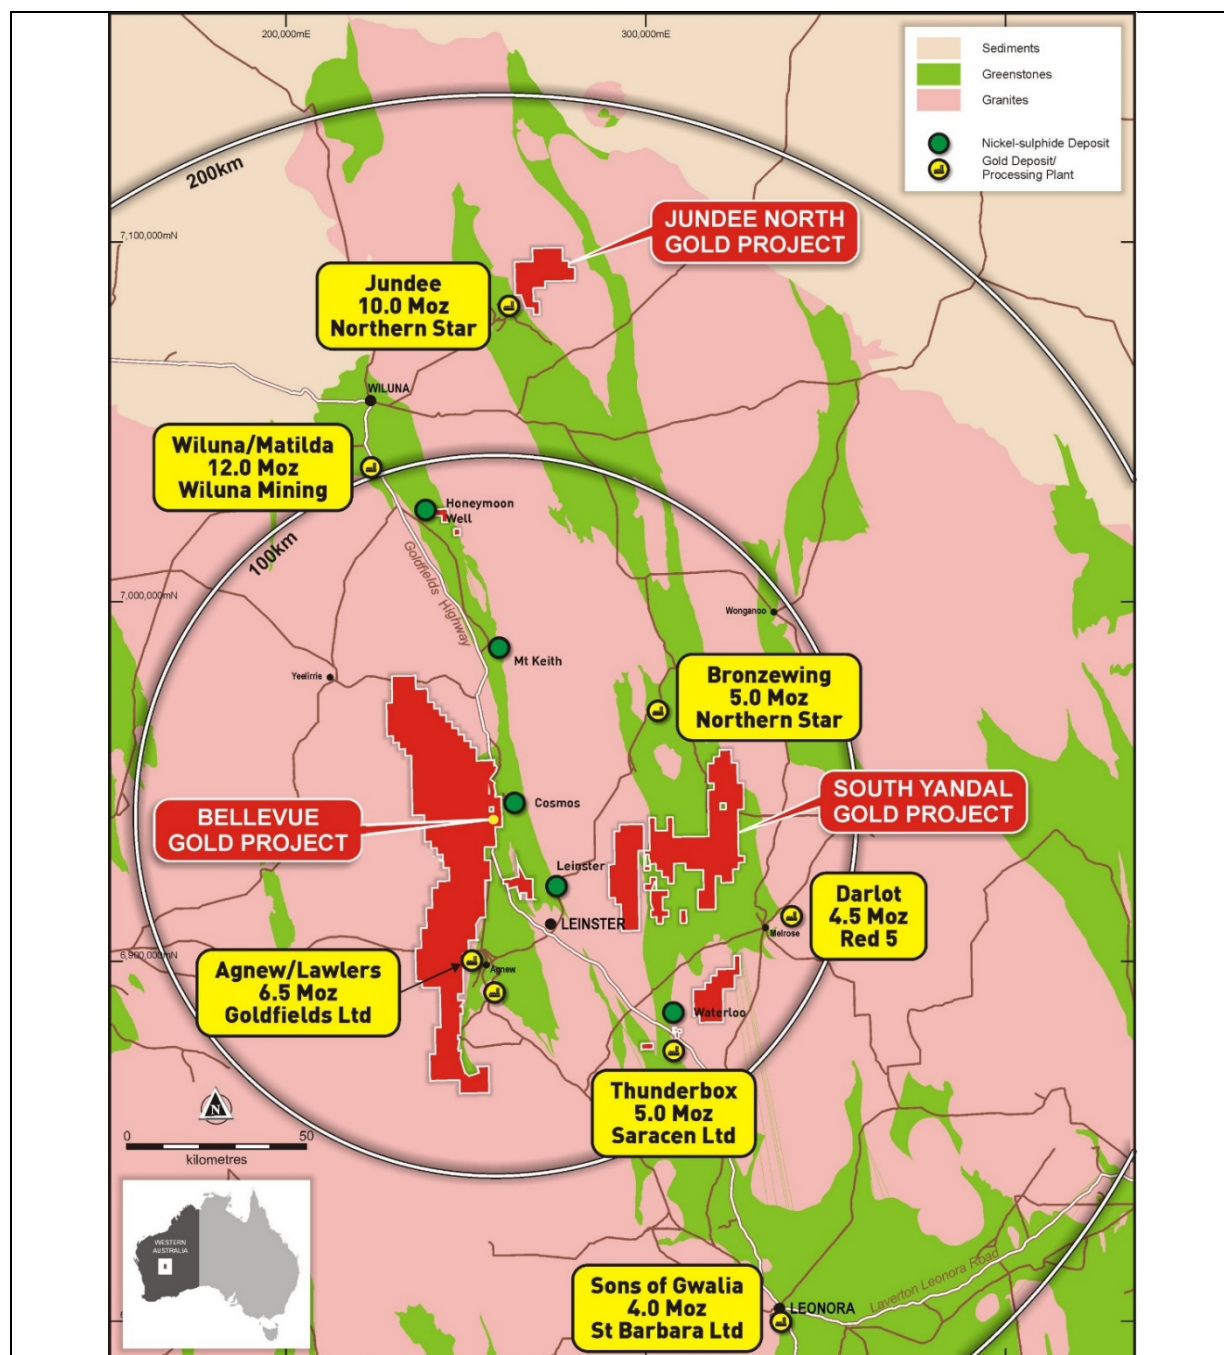 200,000mE
300,000mE
Sediments
Greenstones
Granites
Nickel-sulphide Deposit
Gold Deposit/
Processing Plant
200km
7,100,000mN
JUNDEE NORTH
GOLD PROJECT
Jundee
10.0 Moz
Northern Star
WILUNA
Wiluna/Matilda
12.0 Moz
Wiluna Mining
Honeymoon
Well
100km
Goldfields Highway
7,000,000mN
Wonganoo
Mt Keith
Yeelirrie
Bronzewing
5.0 Moz
Northern Star
SOUTH YANDAL
GOLD PROJECT
BELLEVUE
GOLD PROJECT
Cosmos
Leinster
LEINSTER
Darlot
4.5 Moz
Red 5
Melrose
6,900,000mN
Agnew/Lawlers
6.5 Moz
Goldfields Ltd
Agnew
Waterloo
Thunderbox
5.0 Moz
Saracen Ltd
N
0
50
kilometres
WESTERN
AUSTRALIA
Laverton Leonora Road
Sons of Gwalia
4.0 Moz
St Barbara Ltd
LEONORA